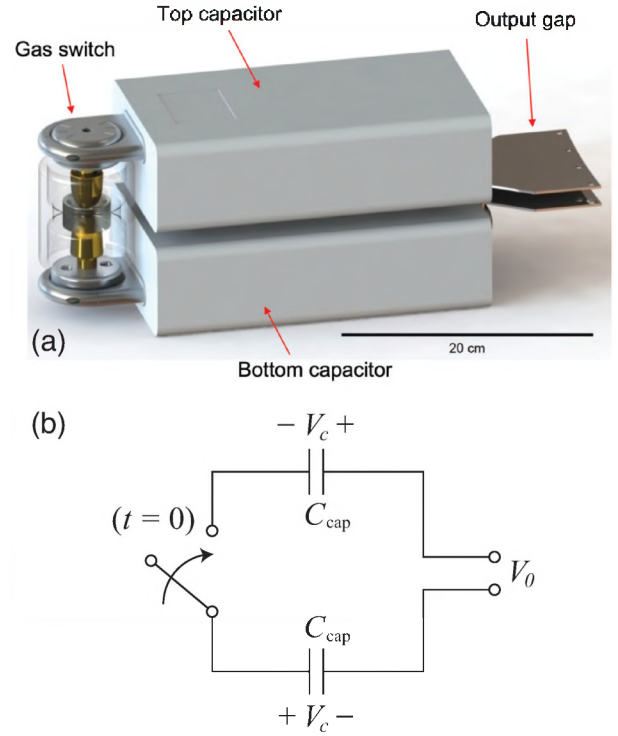 Top capacitor
Output gap
Gas switch
20 cm
(a)
Bottom capacitor
(b)
− V_c +
(t = 0)
C_cap
V_0
C_cap
+ V_c −